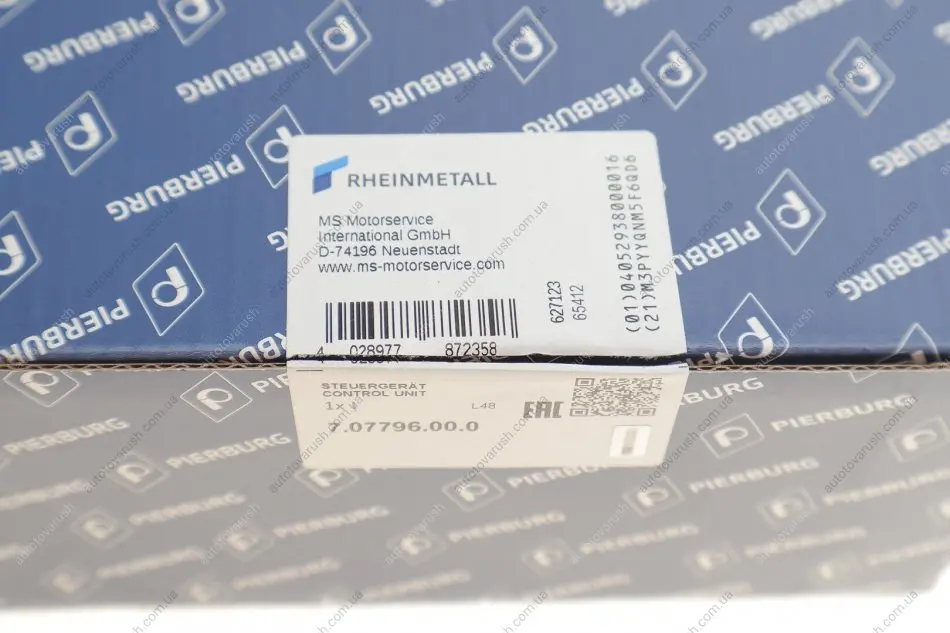 PIERBURG
RHEINMETALL
MS Motorservice
International GmbH
D-74196 Neuenstadt
www.ms-motorservice.com
4 028977 872358
627123
65412
(01)04052938000016
(21)M3PYYQNM5F6QD6
STEUERGERÄT
CONTROL UNIT
1x
L48
EAC
7.07796.00.0
autotovarush.com.ua